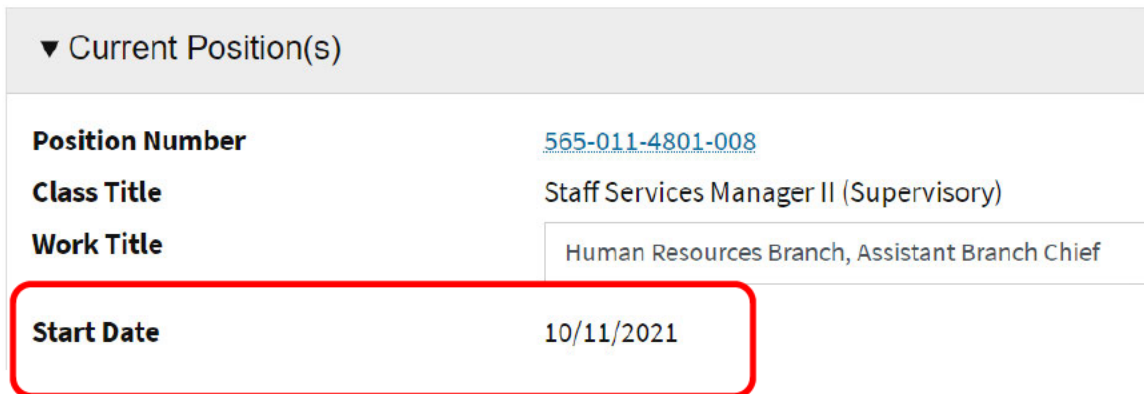 ▼ Current Position(s)
Position Number 565-011-4801-008
Class Title Staff Services Manager II (Supervisory)
Work Title Human Resources Branch, Assistant Branch Chief
Start Date 10/11/2021